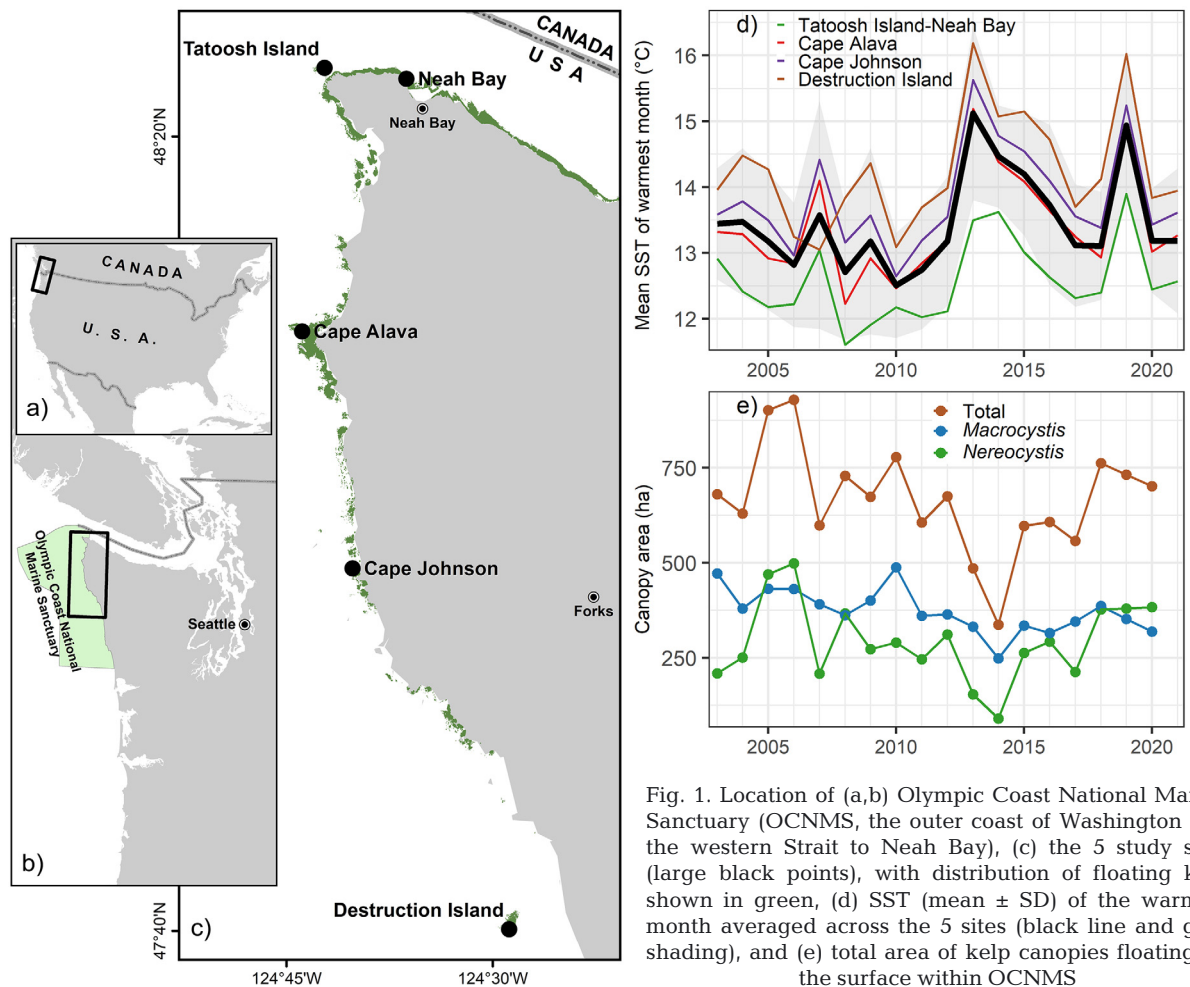 CANADA
U S A
Tatoosh Island
Neah Bay
Neah Bay
48°20'N
Cape Alava
CANADA
U. S. A.
a)
Cape Johnson
Forks
Olympic Coast National
Marine Sanctuary
Seattle
b)
Destruction Island
47°40'N
c)
124°45'W
124°30'W
d)
Tatoosh Island-Neah Bay
Cape Alava
Cape Johnson
Destruction Island
Mean SST of warmest month (°C)
16
15
14
13
12
2005
2010
2015
2020
e)
Total
Macrocystis
Nereocystis
Canopy area (ha)
750
500
250
2005
2010
2015
2020
Fig. 1. Location of (a,b) Olympic Coast National
Sanctuary (OCNMS, the outer coast of Washington
the western Strait to Neah Bay), (c) the 5 study
(large black points), with distribution of floating
shown in green, (d) SST (mean ± SD) of the
month averaged across the 5 sites (black line and
shading), and (e) total area of kelp canopies floating
the surface within OCNMS